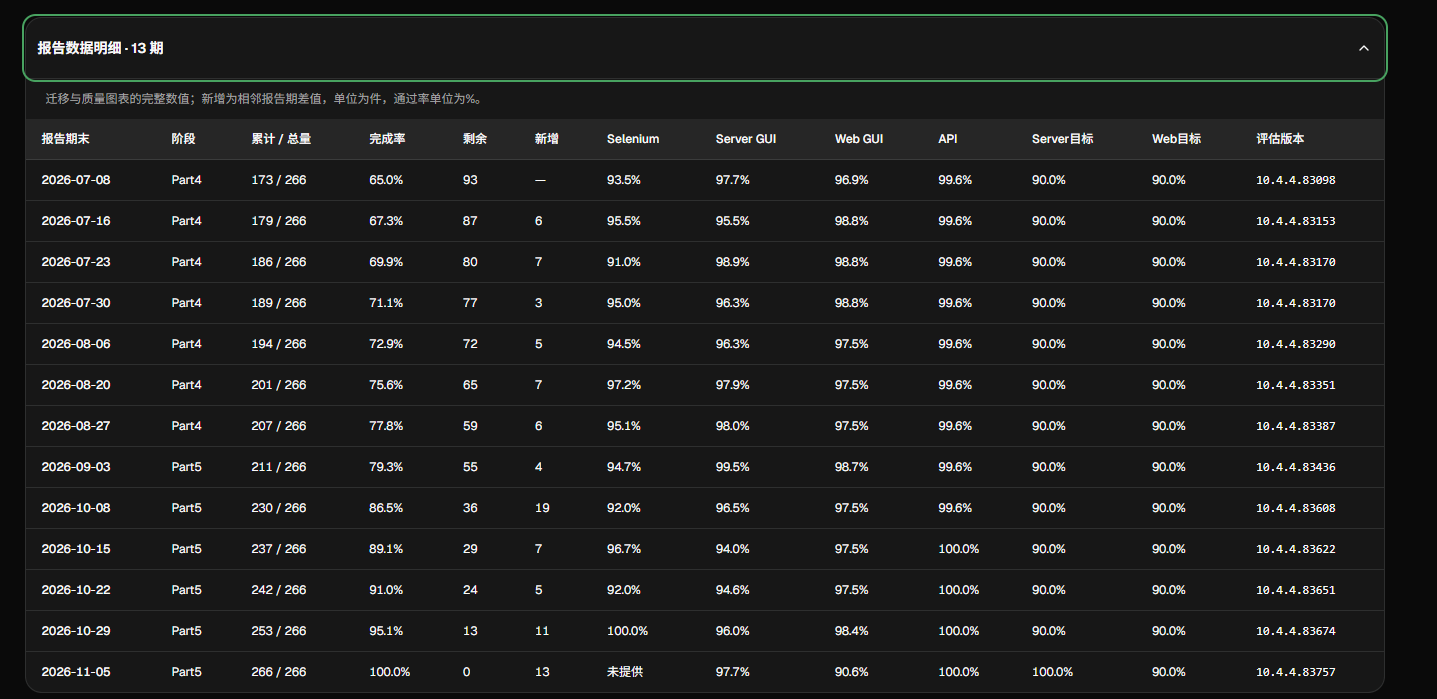 报告数据明细 · 13 期
迁移与质量图表的完整数值；新增为相邻报告期差值，单位为件，通过率单位为%。
报告期末 阶段 累计 / 总量 完成率 剩余 新增 Selenium Server GUI Web GUI API Server目标 Web目标 评估版本
2026-07-08 Part4 173 / 266 65.0% 93 — 93.5% 97.7% 96.9% 99.6% 90.0% 90.0% 10.4.4.83098
2026-07-16 Part4 179 / 266 67.3% 87 6 95.5% 95.5% 98.8% 99.6% 90.0% 90.0% 10.4.4.83153
2026-07-23 Part4 186 / 266 69.9% 80 7 91.0% 98.9% 98.8% 99.6% 90.0% 90.0% 10.4.4.83170
2026-07-30 Part4 189 / 266 71.1% 77 3 95.0% 96.3% 98.8% 99.6% 90.0% 90.0% 10.4.4.83170
2026-08-06 Part4 194 / 266 72.9% 72 5 94.5% 96.3% 97.5% 99.6% 90.0% 90.0% 10.4.4.83290
2026-08-20 Part4 201 / 266 75.6% 65 7 97.2% 97.9% 97.5% 99.6% 90.0% 90.0% 10.4.4.83351
2026-08-27 Part4 207 / 266 77.8% 59 6 95.1% 98.0% 97.5% 99.6% 90.0% 90.0% 10.4.4.83387
2026-09-03 Part5 211 / 266 79.3% 55 4 94.7% 99.5% 98.7% 99.6% 90.0% 90.0% 10.4.4.83436
2026-10-08 Part5 230 / 266 86.5% 36 19 92.0% 96.5% 97.5% 99.6% 90.0% 90.0% 10.4.4.83608
2026-10-15 Part5 237 / 266 89.1% 29 7 96.7% 94.0% 97.5% 100.0% 90.0% 90.0% 10.4.4.83622
2026-10-22 Part5 242 / 266 91.0% 24 5 92.0% 94.6% 97.5% 100.0% 90.0% 90.0% 10.4.4.83651
2026-10-29 Part5 253 / 266 95.1% 13 11 100.0% 96.0% 98.4% 100.0% 90.0% 90.0% 10.4.4.83674
2026-11-05 Part5 266 / 266 100.0% 0 13 未提供 97.7% 90.6% 100.0% 100.0% 90.0% 10.4.4.83757